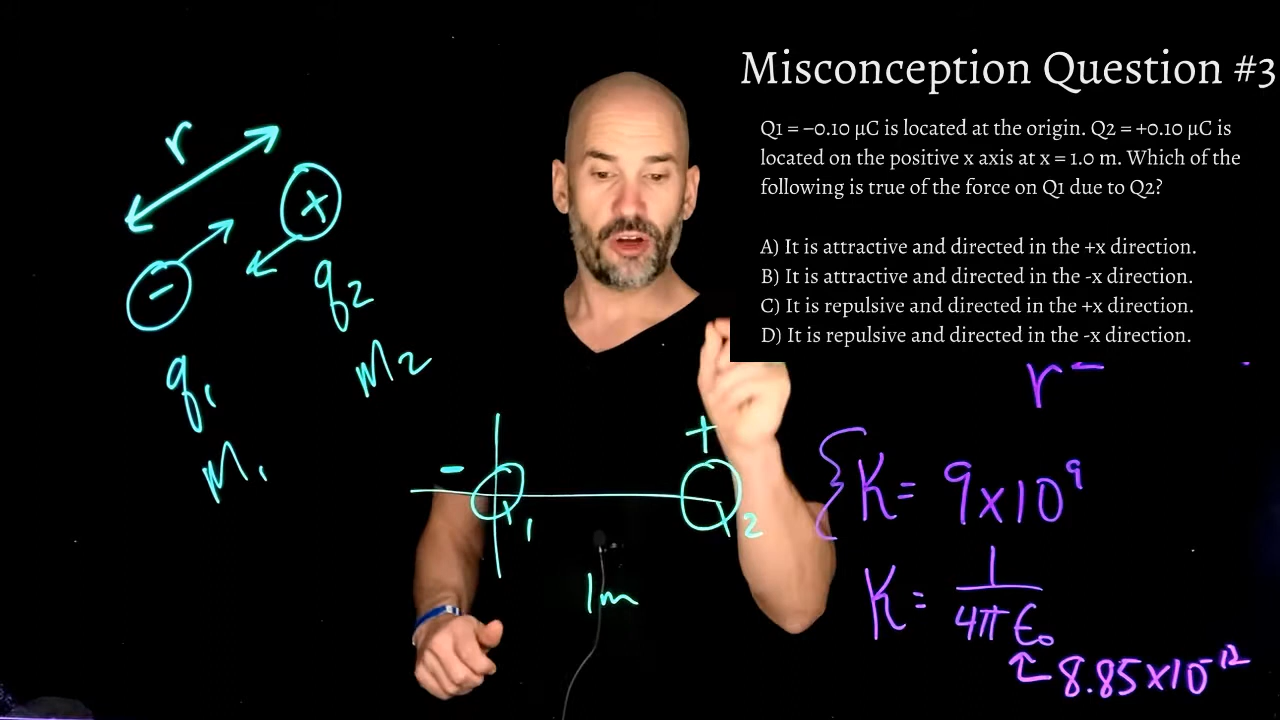 Misconception Question #3
Q1 = −0.10 μC is located at the origin. Q2 = +0.10 μC is
located on the positive x axis at x = 1.0 m. Which of the
following is true of the force on Q1 due to Q2?
A) It is attractive and directed in the +x direction.
B) It is attractive and directed in the -x direction.
C) It is repulsive and directed in the +x direction.
D) It is repulsive and directed in the -x direction.
r
+
-
q2
q1
M2
M1
r
- Q1
+ Q2
1m
K = 9x10⁹
K = 1/4π ϵ₀
8.85x10⁻¹²